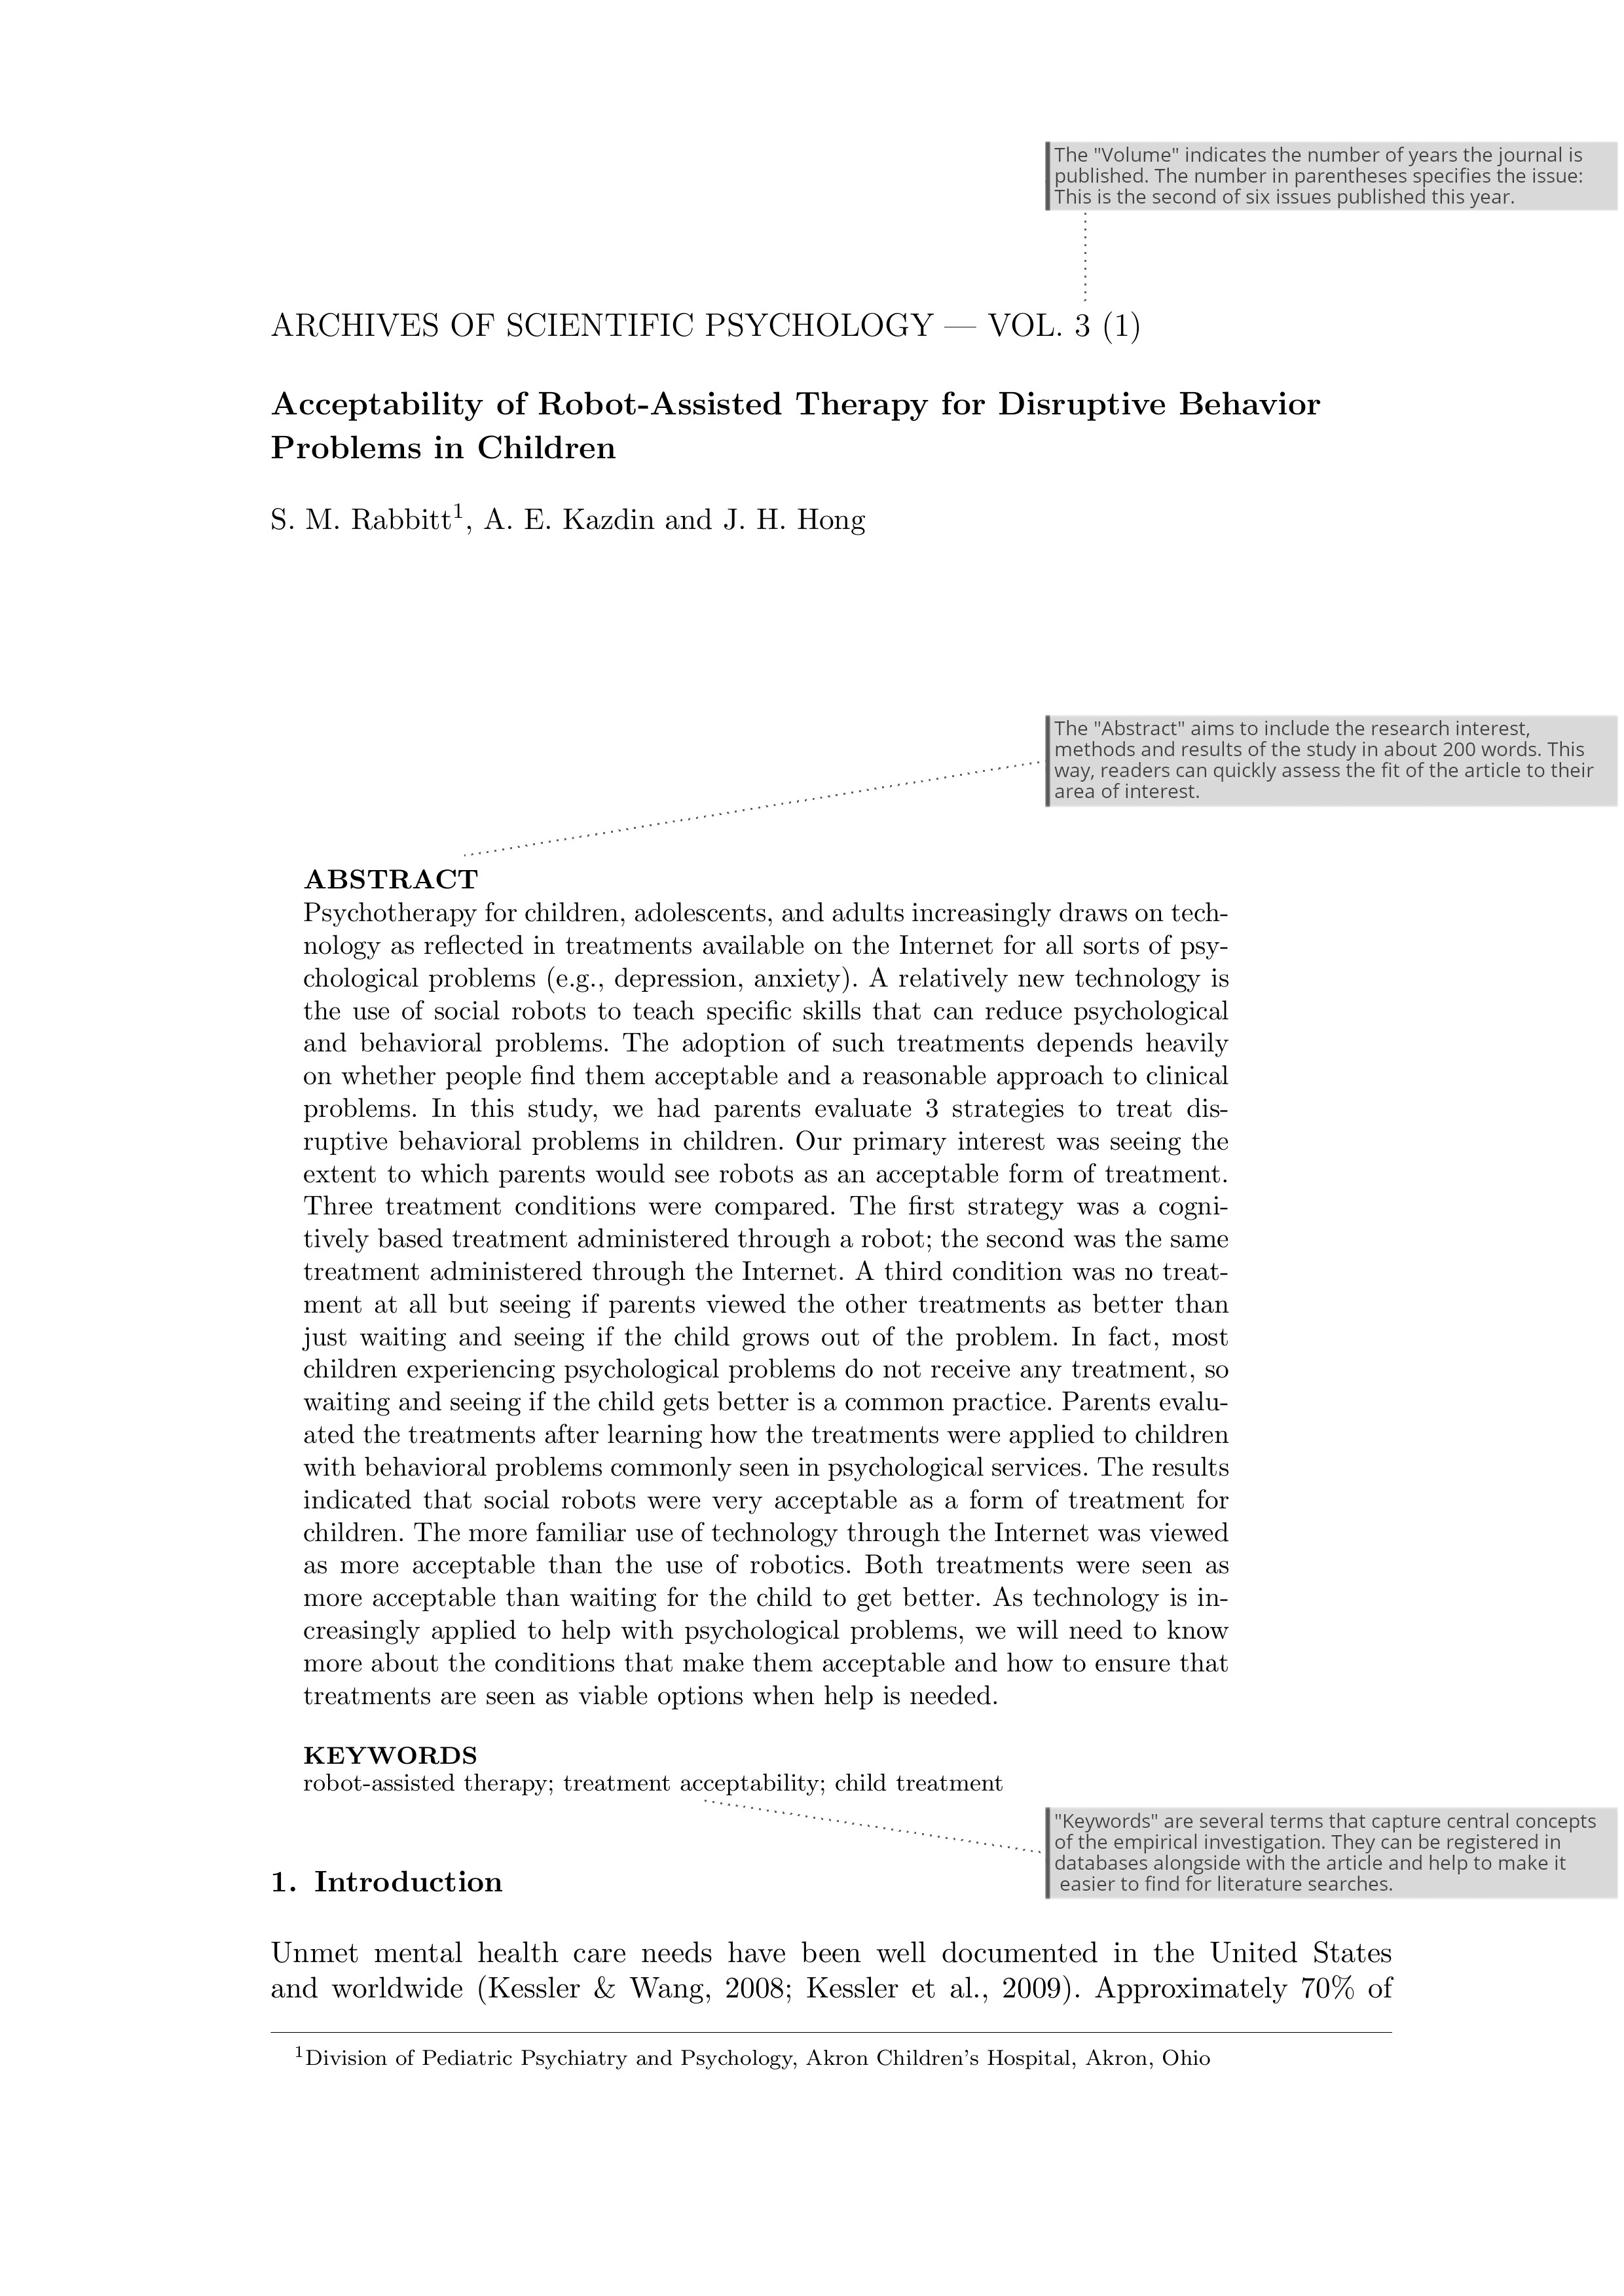 The "Volume" indicates the number of years the journal is
published. The number in parentheses specifies the issue:
This is the second of six issues published this year.
ARCHIVES OF SCIENTIFIC PSYCHOLOGY — VOL. 3 (1)
Acceptability of Robot-Assisted Therapy for Disruptive Behavior
Problems in Children
S. M. Rabbitt¹, A. E. Kazdin and J. H. Hong
The "Abstract" aims to include the research interest,
methods and results of the study in about 200 words. This
way, readers can quickly assess the fit of the article to their
area of interest.
ABSTRACT
Psychotherapy for children, adolescents, and adults increasingly draws on tech-
nology as reflected in treatments available on the Internet for all sorts of psy-
chological problems (e.g., depression, anxiety). A relatively new technology is
the use of social robots to teach specific skills that can reduce psychological
and behavioral problems. The adoption of such treatments depends heavily
on whether people find them acceptable and a reasonable approach to clinical
problems. In this study, we had parents evaluate 3 strategies to treat dis-
ruptive behavioral problems in children. Our primary interest was seeing the
extent to which parents would see robots as an acceptable form of treatment.
Three treatment conditions were compared. The first strategy was a cogni-
tively based treatment administered through a robot; the second was the same
treatment administered through the Internet. A third condition was no treat-
ment at all but seeing if parents viewed the other treatments as better than
just waiting and seeing if the child grows out of the problem. In fact, most
children experiencing psychological problems do not receive any treatment, so
waiting and seeing if the child gets better is a common practice. Parents evalu-
ated the treatments after learning how the treatments were applied to children
with behavioral problems commonly seen in psychological services. The results
indicated that social robots were very acceptable as a form of treatment for
children. The more familiar use of technology through the Internet was viewed
as more acceptable than the use of robotics. Both treatments were seen as
more acceptable than waiting for the child to get better. As technology is in-
creasingly applied to help with psychological problems, we will need to know
more about the conditions that make them acceptable and how to ensure that
treatments are seen as viable options when help is needed.
KEYWORDS
robot-assisted therapy; treatment acceptability; child treatment
"Keywords" are several terms that capture central concepts
of the empirical investigation. They can be registered in
databases alongside with the article and help to make it
easier to find for literature searches.
1. Introduction
Unmet mental health care needs have been well documented in the United States
and worldwide (Kessler & Wang, 2008; Kessler et al., 2009). Approximately 70% of
¹Division of Pediatric Psychiatry and Psychology, Akron Children's Hospital, Akron, Ohio